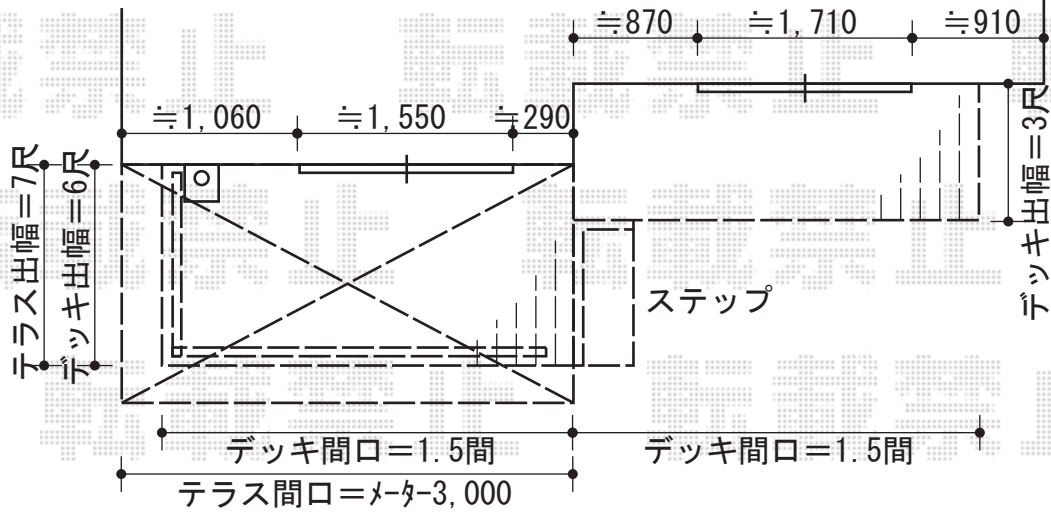 ≒870
≒1,710
≒910
≒1,060
≒1,550
≒290
テラス出幅=7尺
デッキ出幅=6尺
デッキ出幅=3尺
ステップ
デッキ間口=1.5間
デッキ間口=1.5間
テラス間口=メーター3,000